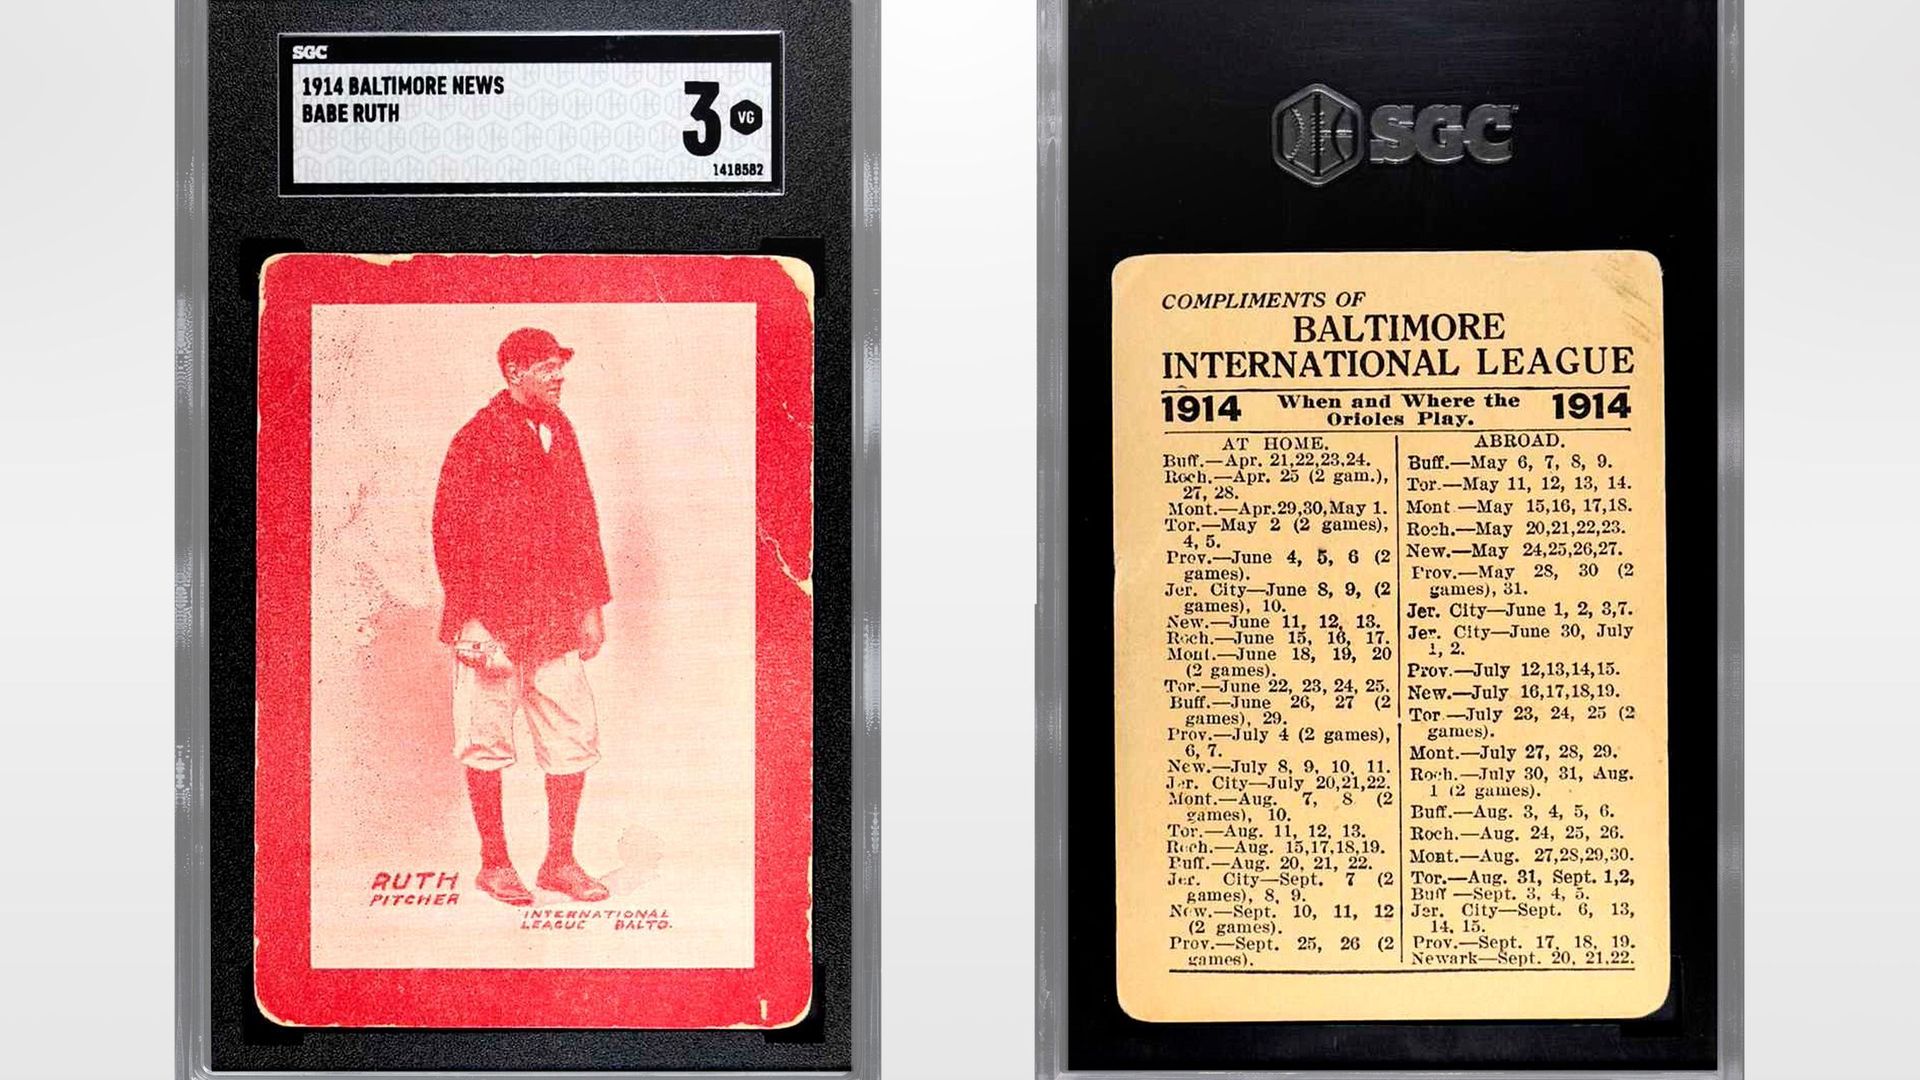 SGC
1914 BALTIMORE NEWS
BABE RUTH
3 VG
1418582
RUTH
PITCHER
INTERNATIONAL
LEAGUE BALTO.
SGC
COMPLIMENTS OF
BALTIMORE
INTERNATIONAL LEAGUE
1914 When and Where the 1914
Orioles Play.
AT HOME.
Buff.—Apr. 21,22,23,24.
Roch.—Apr. 25 (2 gam.),
27, 28.
Mont.—Apr.29,30,May 1.
Tor.—May 2 (2 games),
4, 5.
Prov.—June 4, 5, 6 (2
games).
Jer. City—June 8, 9, (2
games), 10.
New.—June 11, 12, 13.
Roch.—June 15, 16, 17.
Mont.—June 18, 19, 20
(2 games).
Tor.—June 22, 23, 24, 25.
Buff.—June 26, 27 (2
games), 29.
Prov.—July 4 (2 games),
6, 7.
New.—July 8, 9, 10, 11.
Jer. City—July 20,21,22.
Mont.—Aug. 7, 8 (2
games), 10.
Tor.—Aug. 11, 12, 13.
Roch.—Aug. 15,17,18,19.
Buff.—Aug. 20, 21, 22.
Jer. City—Sept. 7 (2
games), 8, 9.
New.—Sept. 10, 11, 12
(2 games).
Prov.—Sept. 25, 26 (2
games).
ABROAD.
Buff.—May 6, 7, 8, 9.
Tor.—May 11, 12, 13, 14.
Mont.—May 15,16, 17,18.
Roch.—May 20,21,22,23.
New.—May 24,25,26,27.
Prov.—May 28, 30 (2
games), 31.
Jer. City—June 1, 2, 3,7.
Jer. City—June 30, July
1, 2.
Prov.—July 12,13,14,15.
New.—July 16,17,18,19.
Tor.—July 23, 24, 25 (2
games).
Mont.—July 27, 28, 29.
Roch.—July 30, 31, Aug.
1 (2 games).
Buff.—Aug. 3, 4, 5, 6.
Roch.—Aug. 24, 25, 26.
Mont.—Aug. 27,28,29,30.
Tor.—Aug. 31, Sept. 1,2,
Buff —Sept. 3, 4, 5.
Jer. City—Sept. 6, 13,
14, 15.
Prov.—Sept. 17, 18, 19.
Newark—Sept. 20, 21,22.